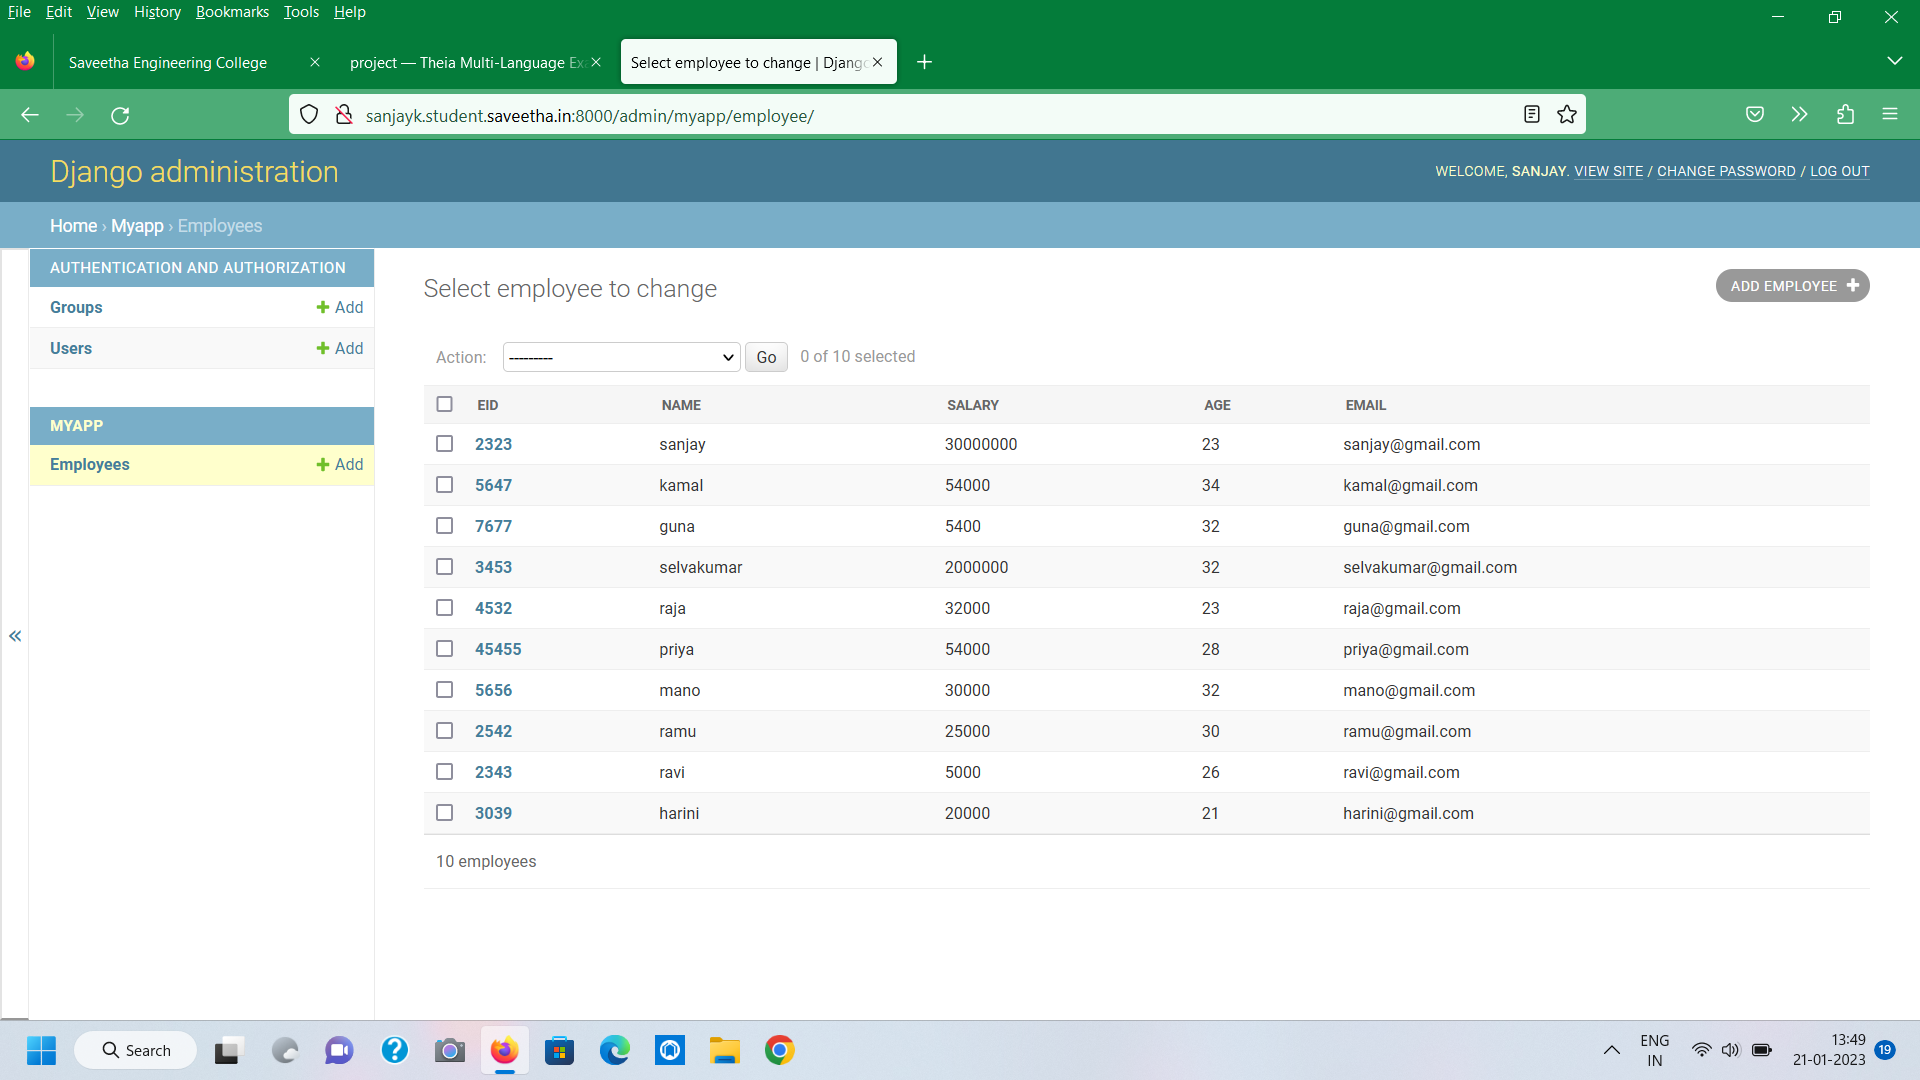 File Edit View History Bookmarks Tools Help
Saveetha Engineering College
project — Theia Multi-Language Ex
Select employee to change | Django
sanjayk.student.saveetha.in:8000/admin/myapp/employee/
Django administration
WELCOME, SANJAY. VIEW SITE / CHANGE PASSWORD / LOG OUT
Home › Myapp › Employees
AUTHENTICATION AND AUTHORIZATION
Groups Add
Users Add
MYAPP
Employees Add
Select employee to change
ADD EMPLOYEE
Action: --------- Go 0 of 10 selected
EID NAME SALARY AGE EMAIL
2323 sanjay 30000000 23 sanjay@gmail.com
5647 kamal 54000 34 kamal@gmail.com
7677 guna 5400 32 guna@gmail.com
3453 selvakumar 2000000 32 selvakumar@gmail.com
4532 raja 32000 23 raja@gmail.com
45455 priya 54000 28 priya@gmail.com
5656 mano 30000 32 mano@gmail.com
2542 ramu 25000 30 ramu@gmail.com
2343 ravi 5000 26 ravi@gmail.com
3039 harini 20000 21 harini@gmail.com
10 employees
«
Search
ENG
IN
13:49
21-01-2023
19